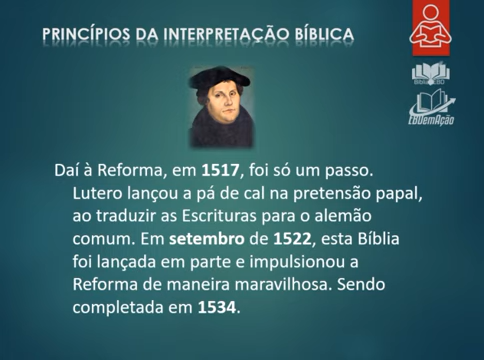 PRINCÍPIOS DA INTERPRETAÇÃO BÍBLICA
EBDemAção
Daí à Reforma, em 1517, foi só um passo.
Lutero lançou a pá de cal na pretensão papal,
ao traduzir as Escrituras para o alemão
comum. Em setembro de 1522, esta Bíblia
foi lançada em parte e impulsionou a
Reforma de maneira maravilhosa. Sendo
completada em 1534.